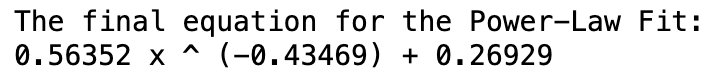 The final equation for the Power-Law Fit:
0.56352 x ^ (-0.43469) + 0.26929